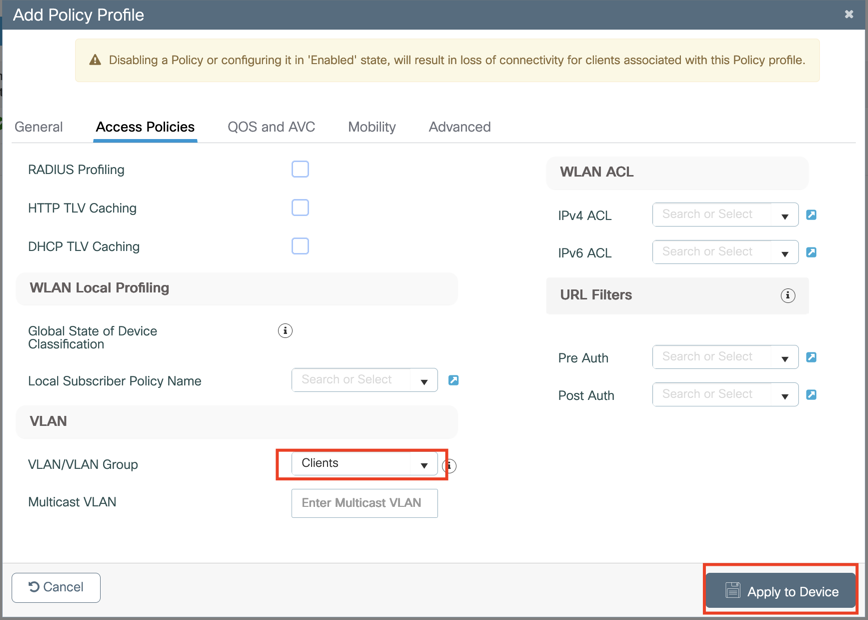 Add Policy Profile
Disabling a Policy or configuring it in 'Enabled' state, will result in loss of connectivity for clients associated with this Policy profile.
General
Access Policies
QOS and AVC
Mobility
Advanced
RADIUS Profiling
HTTP TLV Caching
DHCP TLV Caching
WLAN Local Profiling
Global State of Device
Classification
Local Subscriber Policy Name
Search or Select
VLAN
VLAN/VLAN Group
Clients
Multicast VLAN
Enter Multicast VLAN
WLAN ACL
IPv4 ACL
Search or Select
IPv6 ACL
Search or Select
URL Filters
Pre Auth
Search or Select
Post Auth
Search or Select
Cancel
Apply to Device